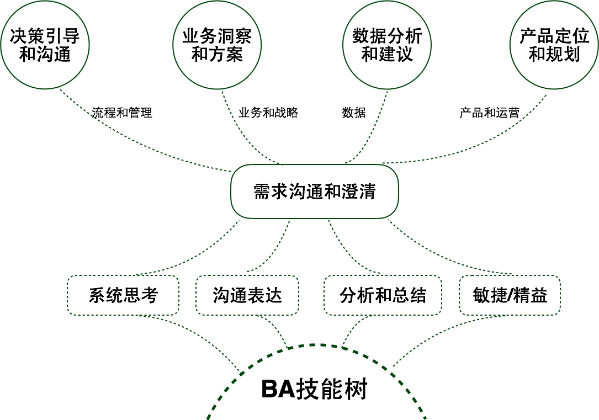 决策引导
和沟通
业务洞察
和方案
数据分析
和建议
产品定位
和规划
流程和管理
业务和战略
数据
产品和运营
需求沟通和澄清
系统思考
沟通表达
分析和总结
敏捷/精益
BA技能树